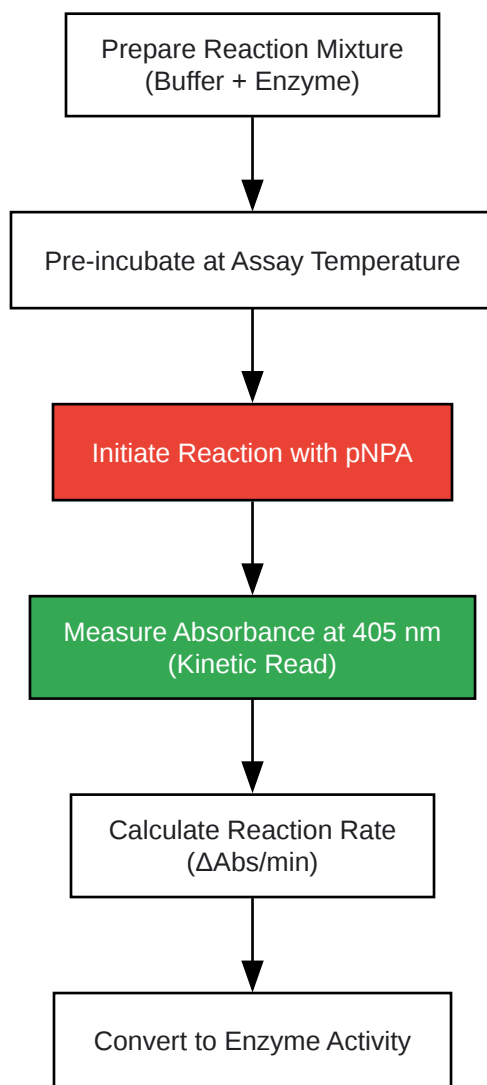 Prepare Reaction Mixture
(Buffer + Enzyme)
Pre-incubate at Assay Temperature
Initiate Reaction with pNPA
Measure Absorbance at 405 nm
(Kinetic Read)
Calculate Reaction Rate
(ΔAbs/min)
Convert to Enzyme Activity